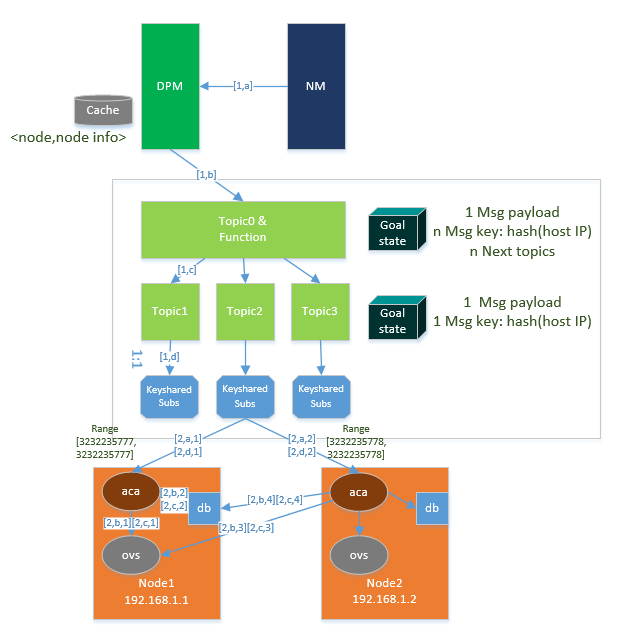 DPM
[1,a]
NM
Cache
<node,node info>
[1,b]
Topic0 &
Function
Goal
state
1 Msg payload
n Msg key: hash(host IP)
n Next topics
[1,c]
Topic1
Topic2
Topic3
Goal
state
1 Msg payload
1 Msg key: hash(host IP)
1:1
[1,d]
Keyshared
Subs
Keyshared
Subs
Keyshared
Subs
Range
[3232235777,
3232235777]
[2,a,1]
[2,d,1]
[2,a,2]
[2,d,2]
Range
[3232235778,
3232235778]
aca
[2,b,2]
[2,c,2]
db
[2,b,4][2,c,4]
aca
db
[2,b,1][2,c,1]
[2,b,3][2,c,3]
ovs
ovs
Node1
192.168.1.1
Node2
192.168.1.2